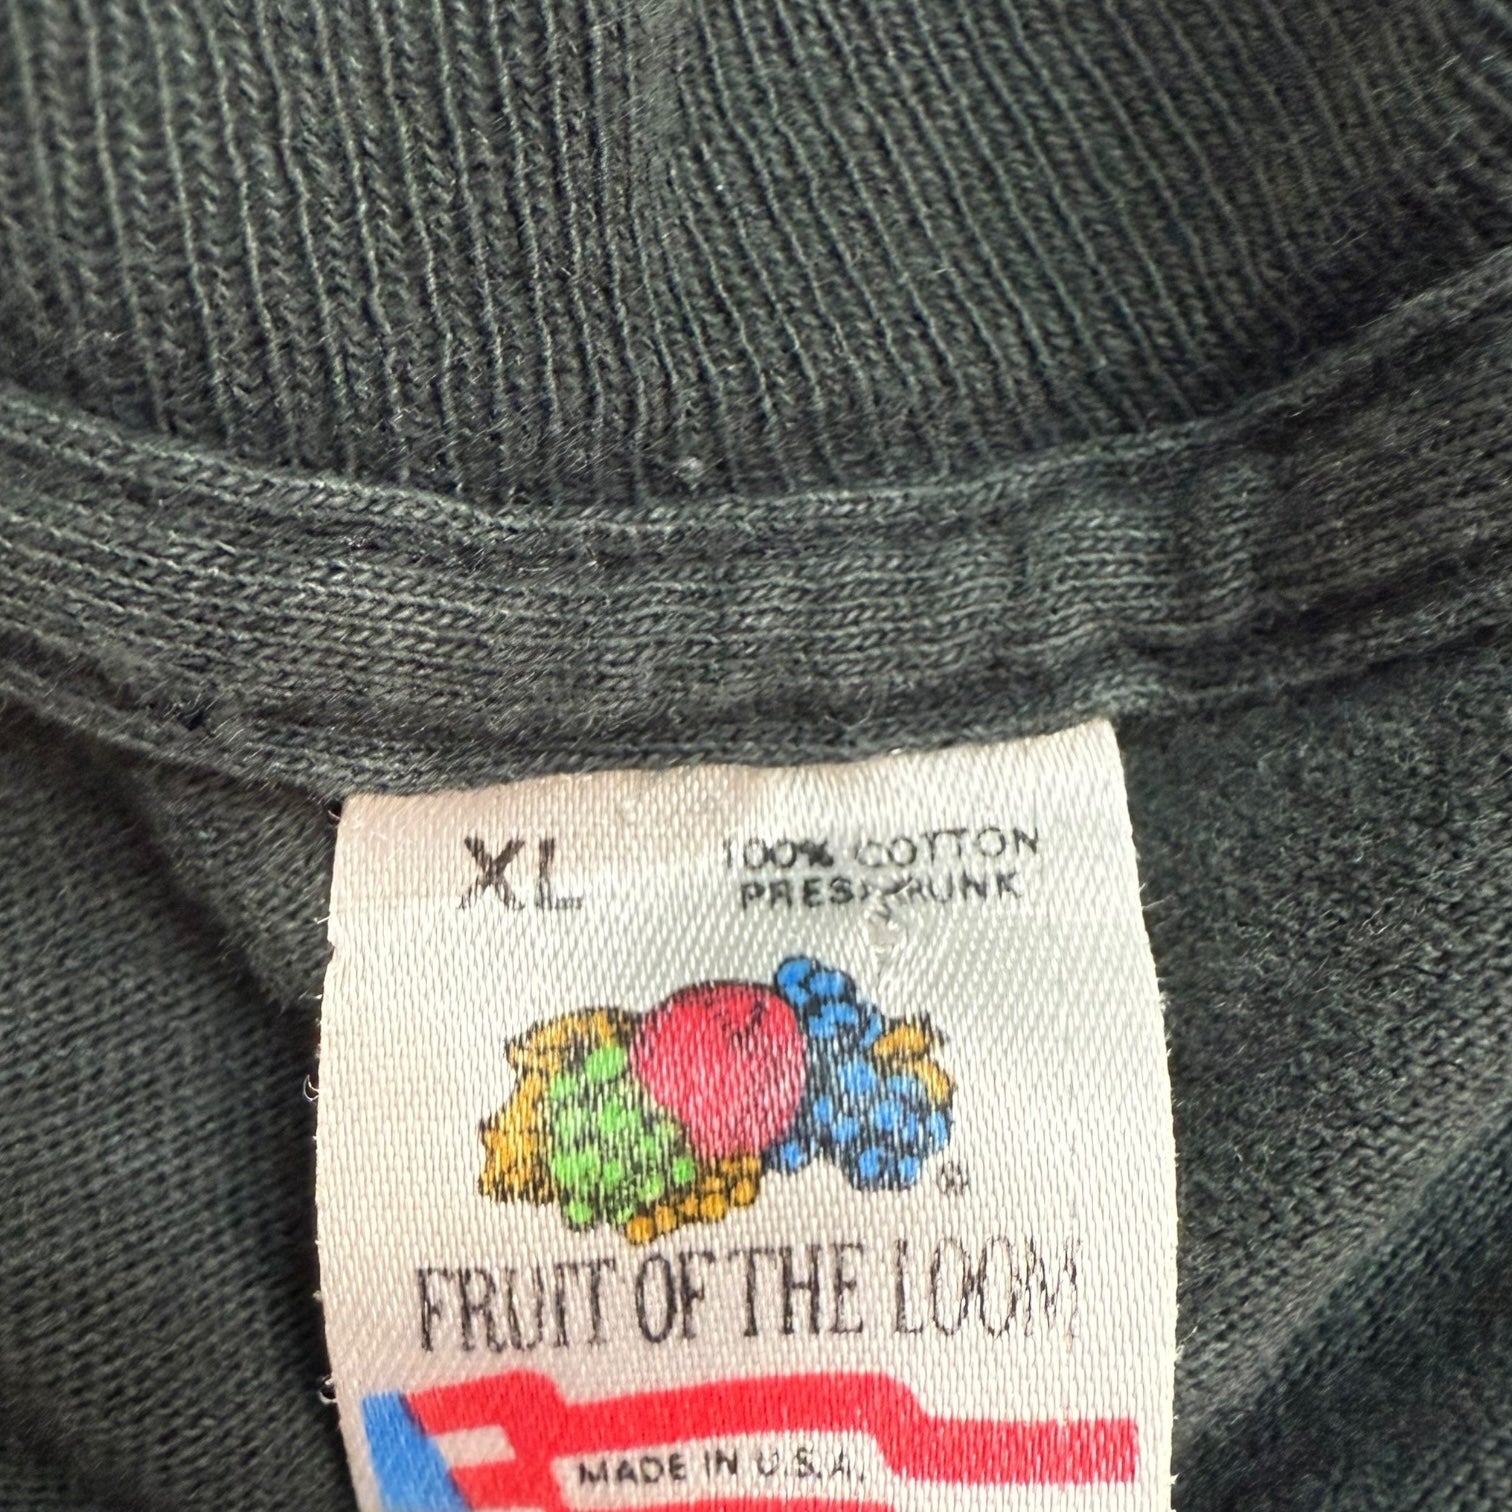 XL
100% COTTON
PRESHRUNK
®
FRUIT OF THE LOOM
MADE IN U.S.A.